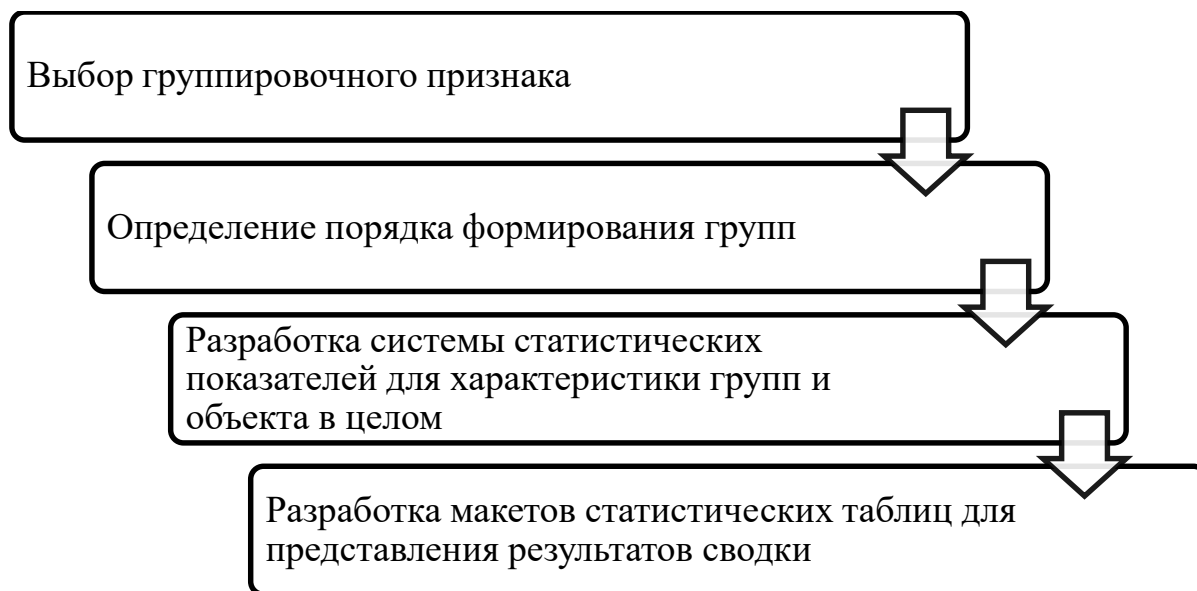 Выбор группировочного признака
Определение порядка формирования групп
Разработка системы статистических
показателей для характеристики групп и
объекта в целом
Разработка макетов статистических таблиц для
представления результатов сводки